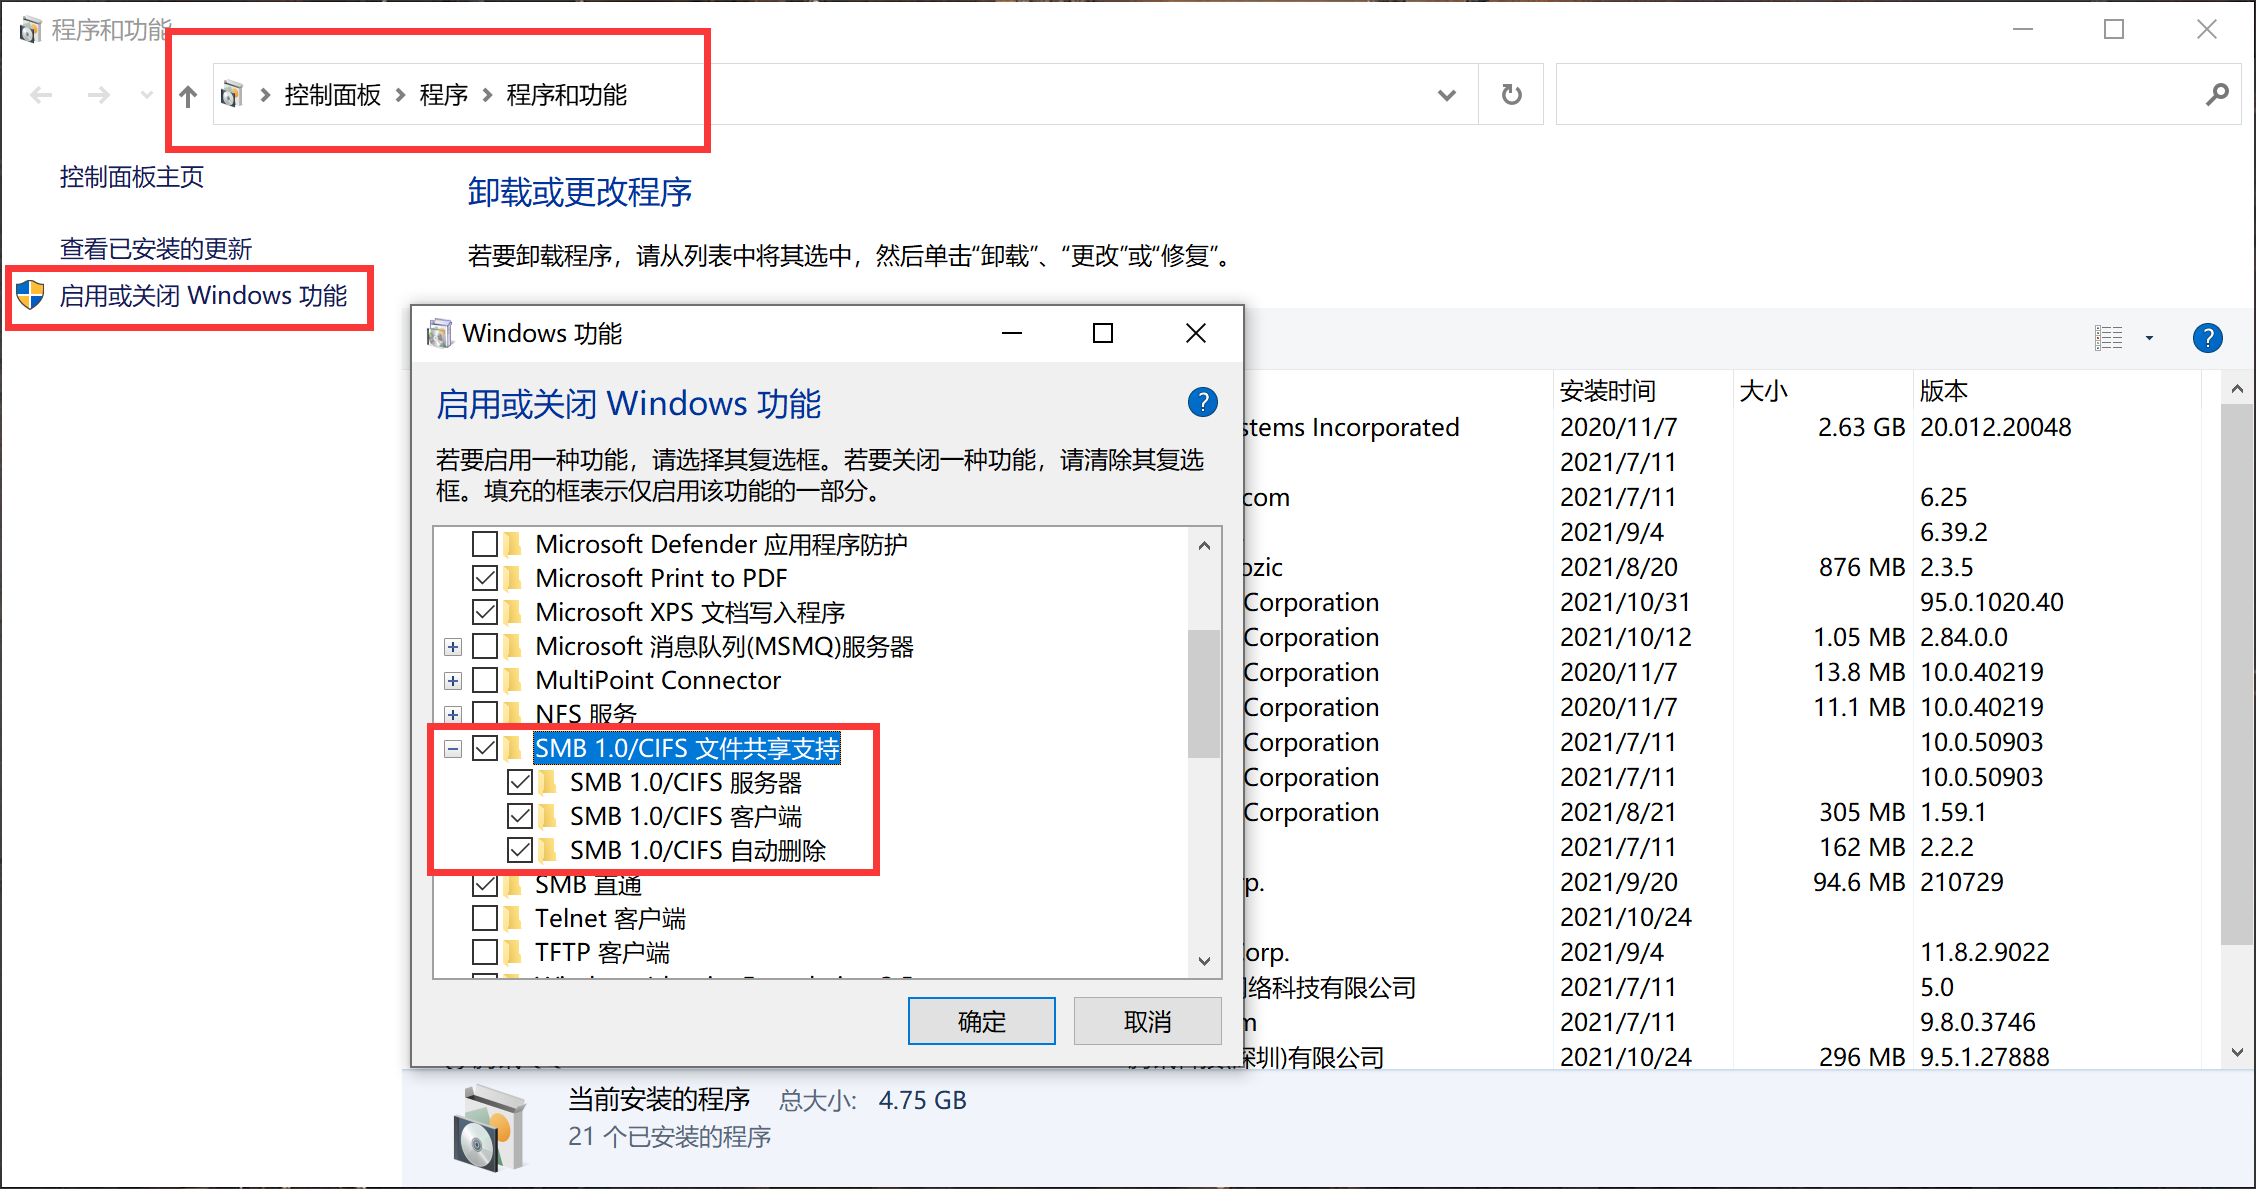 程序和功能
控制面板 程序 程序和功能
控制面板主页
查看已安装的更新
启用或关闭 Windows 功能
卸载或更改程序
若要卸载程序，请从列表中将其选中，然后单击“卸载”、“更改”或“修复”。
Windows 功能
启用或关闭 Windows 功能
若要启用一种功能，请选择其复选框。若要关闭一种功能，请清除其复选
框。填充的框表示仅启用该功能的一部分。
Microsoft Defender 应用程序防护
Microsoft Print to PDF
Microsoft XPS 文档写入程序
Microsoft 消息队列(MSMQ)服务器
MultiPoint Connector
NFS 服务
SMB 1.0/CIFS 文件共享支持
SMB 1.0/CIFS 服务器
SMB 1.0/CIFS 客户端
SMB 1.0/CIFS 自动删除
SMB 直通
Telnet 客户端
TFTP 客户端
确定 取消
安装时间 大小 版本
stems Incorporated 2020/11/7 2.63 GB 20.012.20048
2021/7/11
com 2021/7/11 6.25
2021/9/4 6.39.2
ozic 2021/8/20 876 MB 2.3.5
Corporation 2021/10/31 95.0.1020.40
Corporation 2021/10/12 1.05 MB 2.84.0.0
Corporation 2020/11/7 13.8 MB 10.0.40219
Corporation 2020/11/7 11.1 MB 10.0.40219
Corporation 2021/7/11 10.0.50903
Corporation 2021/7/11 10.0.50903
Corporation 2021/8/21 305 MB 1.59.1
2021/7/11 162 MB 2.2.2
p. 2021/9/20 94.6 MB 210729
2021/10/24
orp. 2021/9/4 11.8.2.9022
络科技有限公司 2021/7/11 5.0
m 2021/7/11 9.8.0.3746
深圳)有限公司 2021/10/24 296 MB 9.5.1.27888
当前安装的程序 总大小: 4.75 GB
21 个已安装的程序